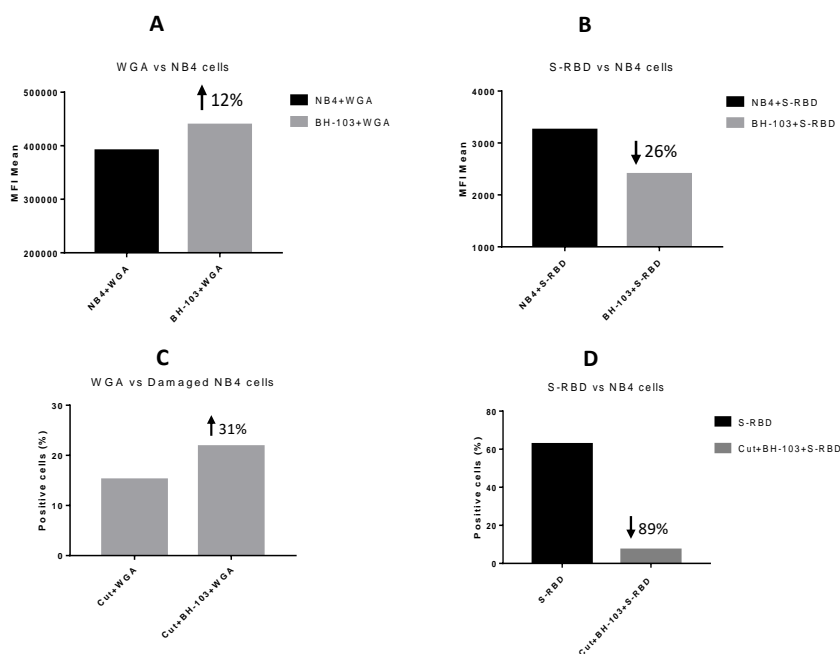 A
WGA vs NB4 cells
500000
400000
300000
200000
MFI Mean
12%
NB4+WGA
BH-103+WGA
NB4+WGA
BH-103+WGA
B
S-RBD vs NB4 cells
4000
3000
2000
1000
MFI Mean
26%
NB4+S-RBD
BH-103+S-RBD
NB4+S-RBD
BH-103+S-RBD
C
WGA vs Damaged NB4 cells
30
20
10
0
Positive cells (%)
31%
Cut+WGA
Cut+BH-103+WGA
D
S-RBD vs NB4 cells
80
60
40
20
0
Positive cells (%)
89%
S-RBD
Cut+BH-103+S-RBD
S-RBD
Cut+BH-103+S-RBD